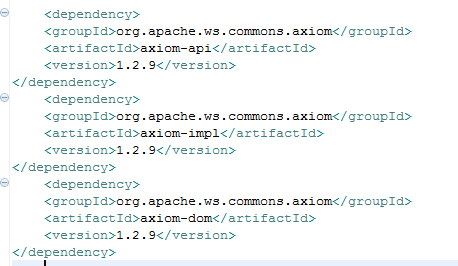 <dependency>
<groupId>org.apache.ws.commons.axiom</groupId>
<artifactId>axiom-api</artifactId>
<version>1.2.9</version>
</dependency>
<dependency>
<groupId>org.apache.ws.commons.axiom</groupId>
<artifactId>axiom-impl</artifactId>
<version>1.2.9</version>
</dependency>
<dependency>
<groupId>org.apache.ws.commons.axiom</groupId>
<artifactId>axiom-dom</artifactId>
<version>1.2.9</version>
</dependency>